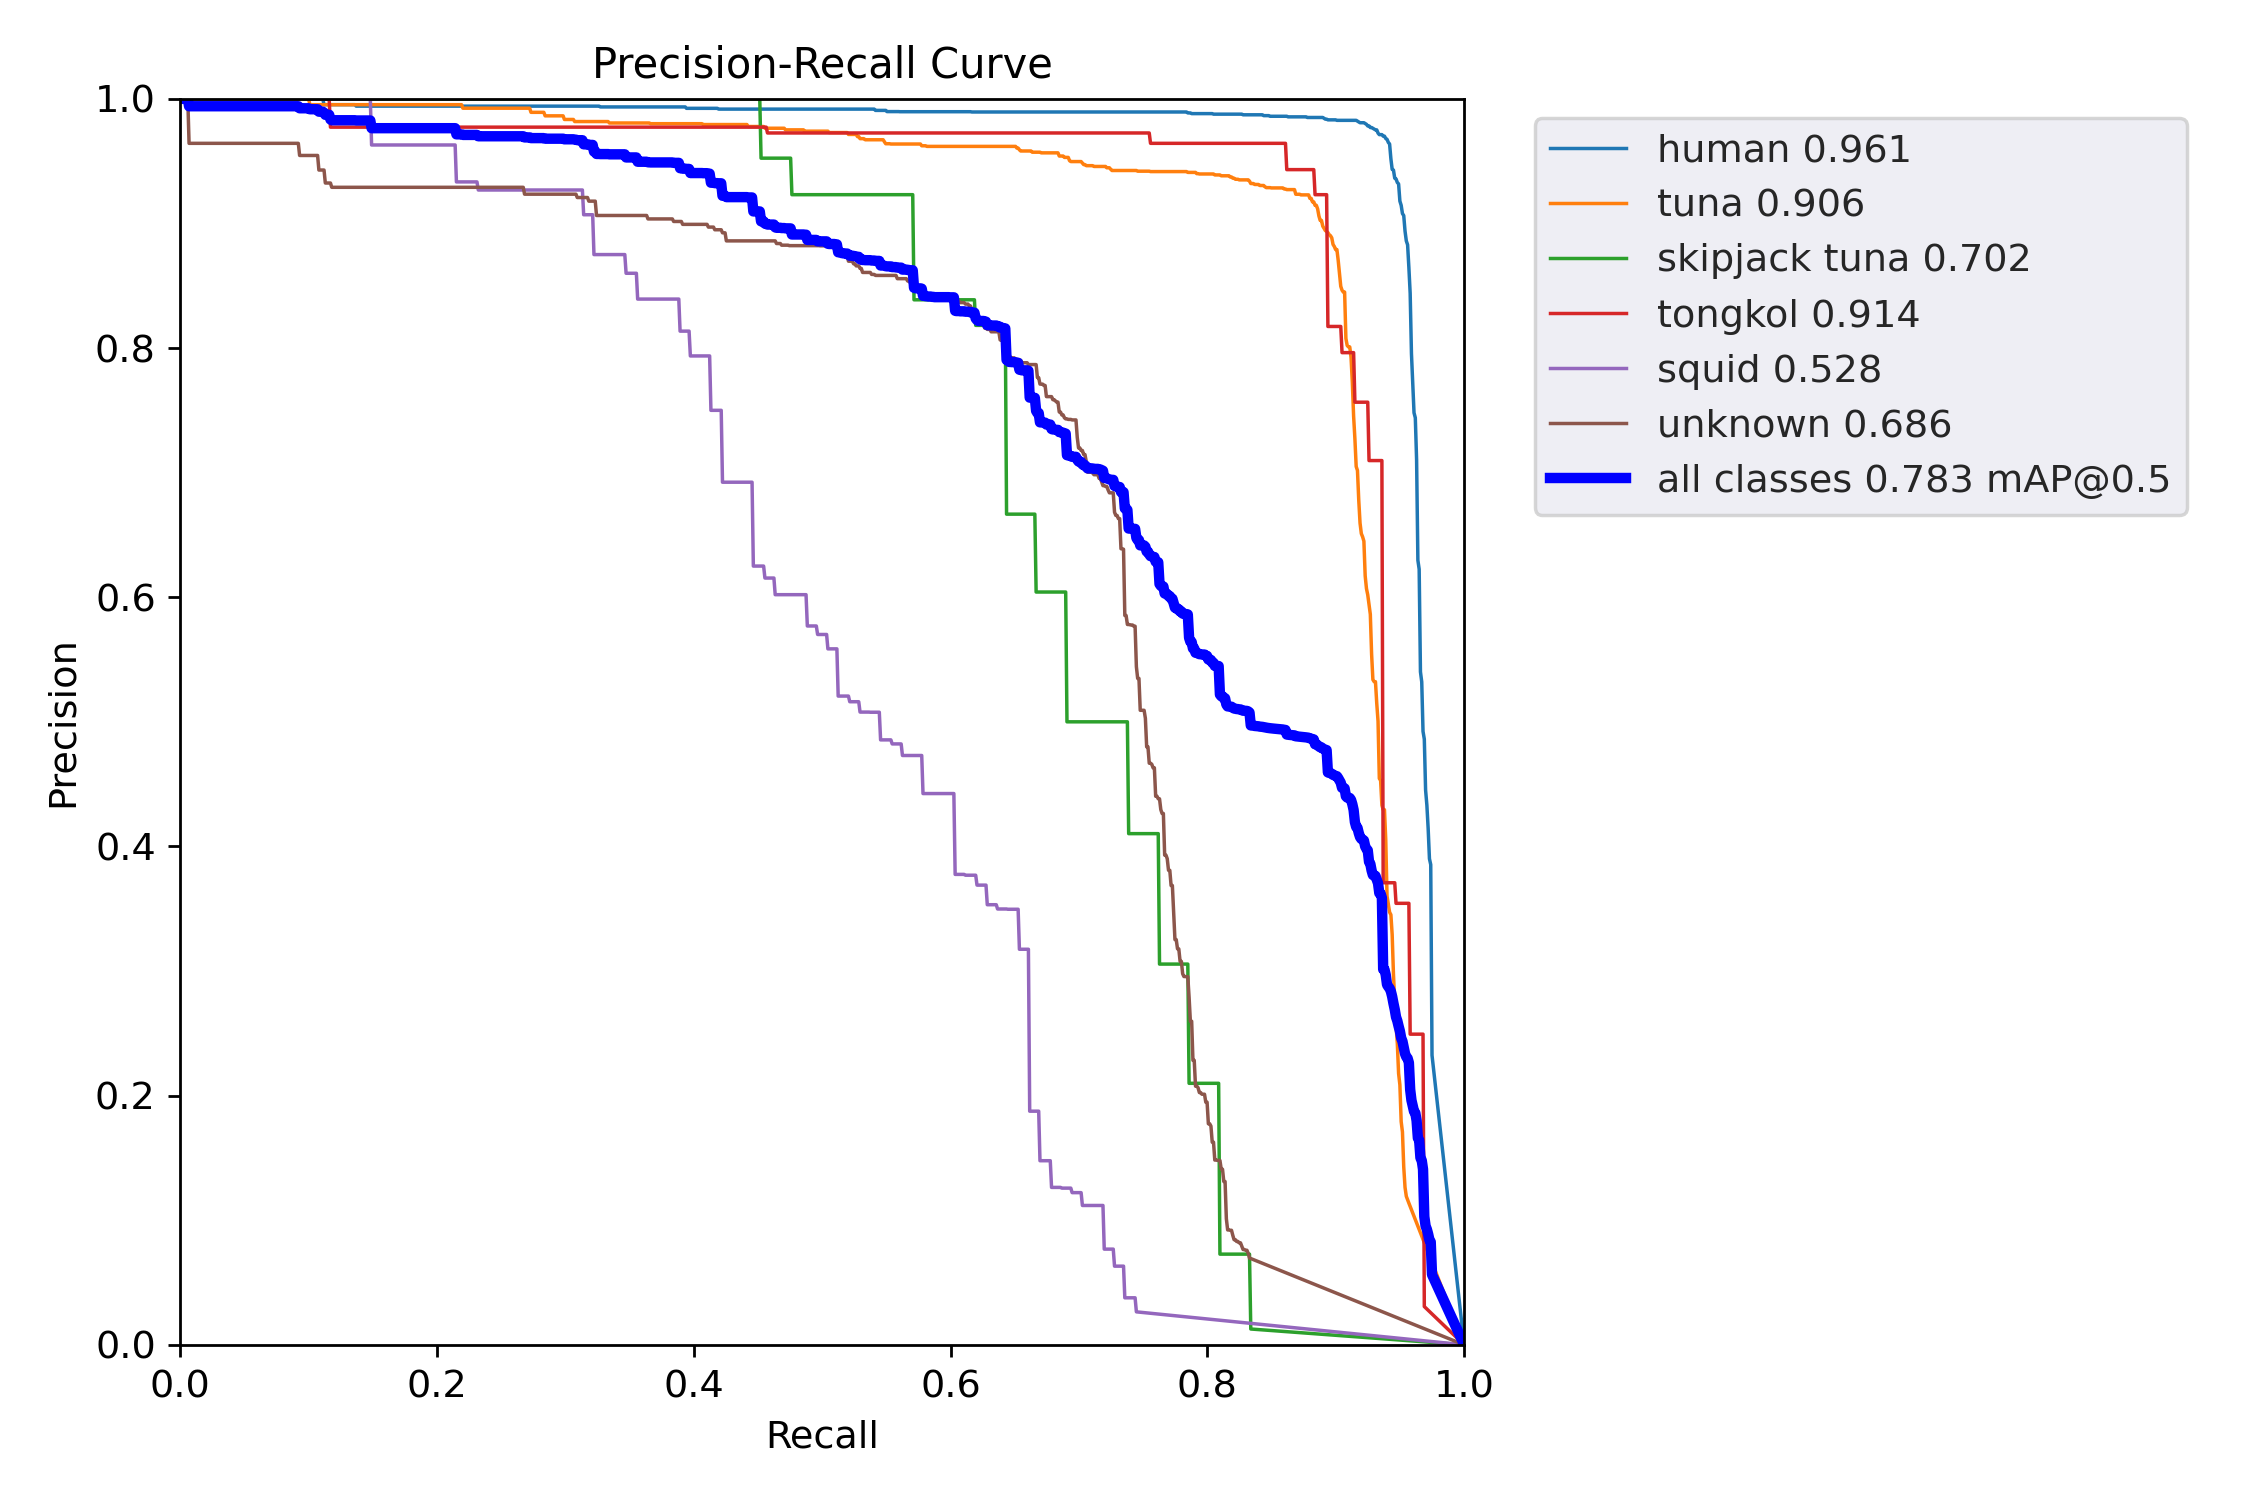 Precision-Recall Curve
1.0
0.8
0.6
0.4
0.2
0.0
Precision
0.0 0.2 0.4 0.6 0.8 1.0
Recall
human 0.961
tuna 0.906
skipjack tuna 0.702
tongkol 0.914
squid 0.528
unknown 0.686
all classes 0.783 mAP@0.5